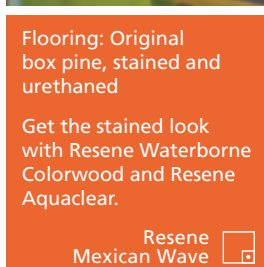 Flooring: Original
box pine, stained and
urethaned
Get the stained look
with Resene Waterborne
Colorwood and Resene
Aquaclear.
Resene
Mexican Wave